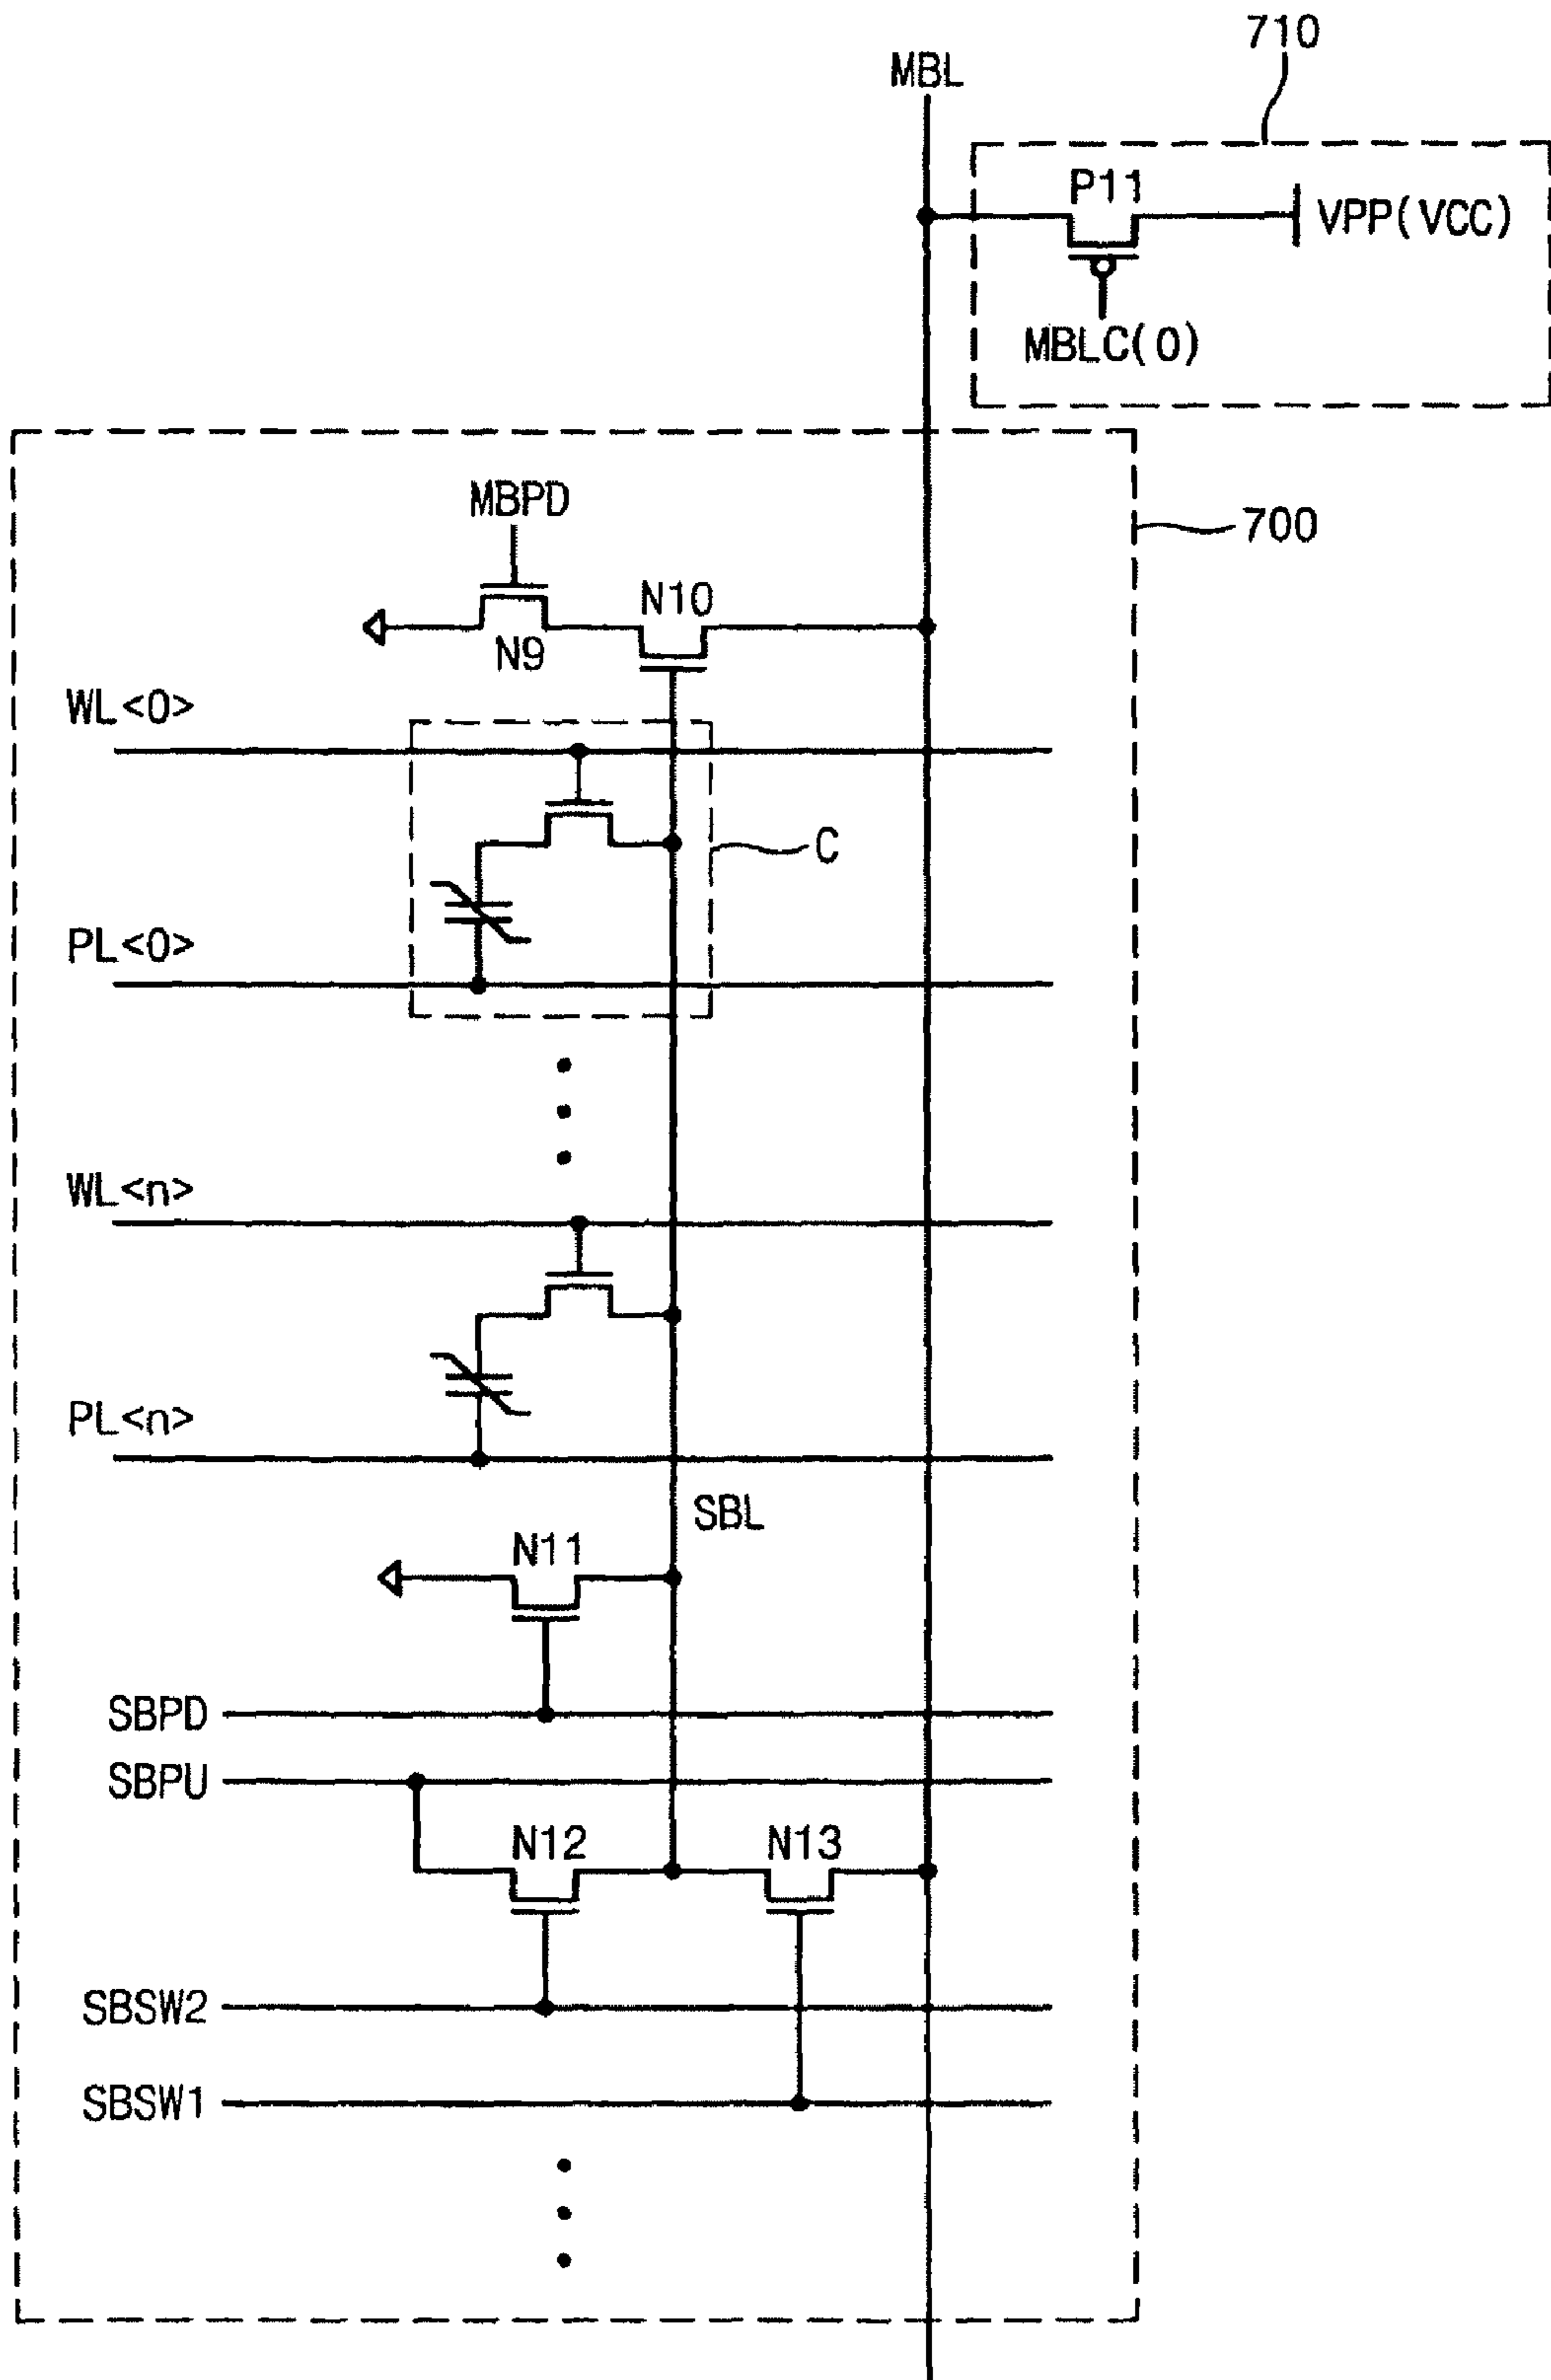 710
MBL
P11
VPP(VCC)
MBLC(0)
MBPD
700
N10
N9
WL<0>
C
PL<0>
WL<n>
PL<n>
SBL
N11
SBPD
SBPU
N12
N13
SBSW2
SBSW1